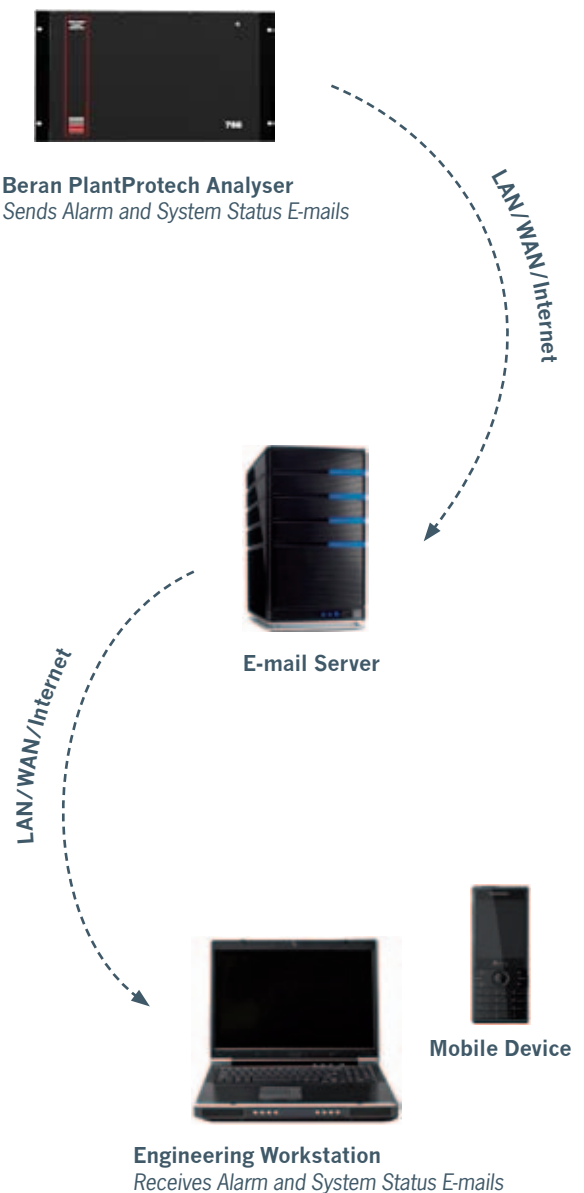 Beran PlantProtech Analyser
Sends Alarm and System Status E-mails
LAN/WAN/Internet
E-mail Server
LAN/WAN/Internet
Mobile Device
Engineering Workstation
Receives Alarm and System Status E-mails